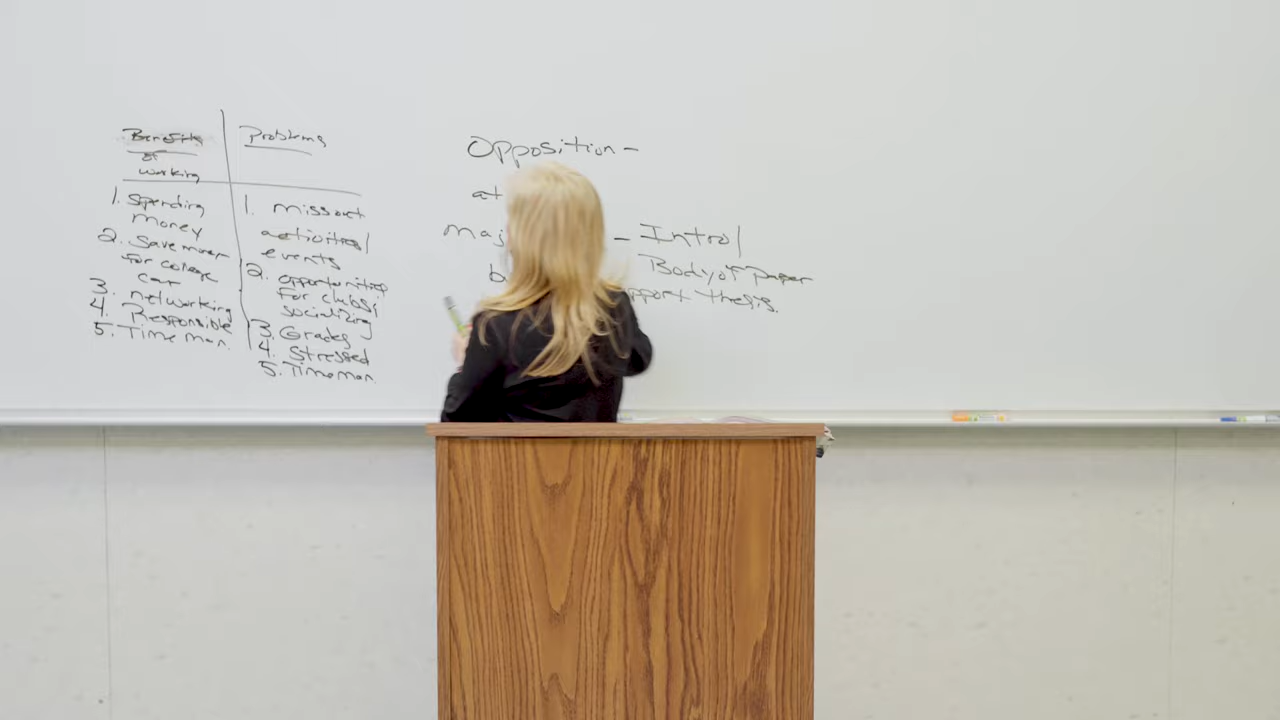 Benefits
of
working
1. Spending
money
2. Save money
for college
car
3. networking
4. Responsible
5. Time man.
Problems
1. miss out
activities/
events
2. opportunities
for clubs/
socializing
3. Grades
4. Stressed
5. Time man.
Opposition -
at
maj
- Intro/
Body of paper
pport thesis.